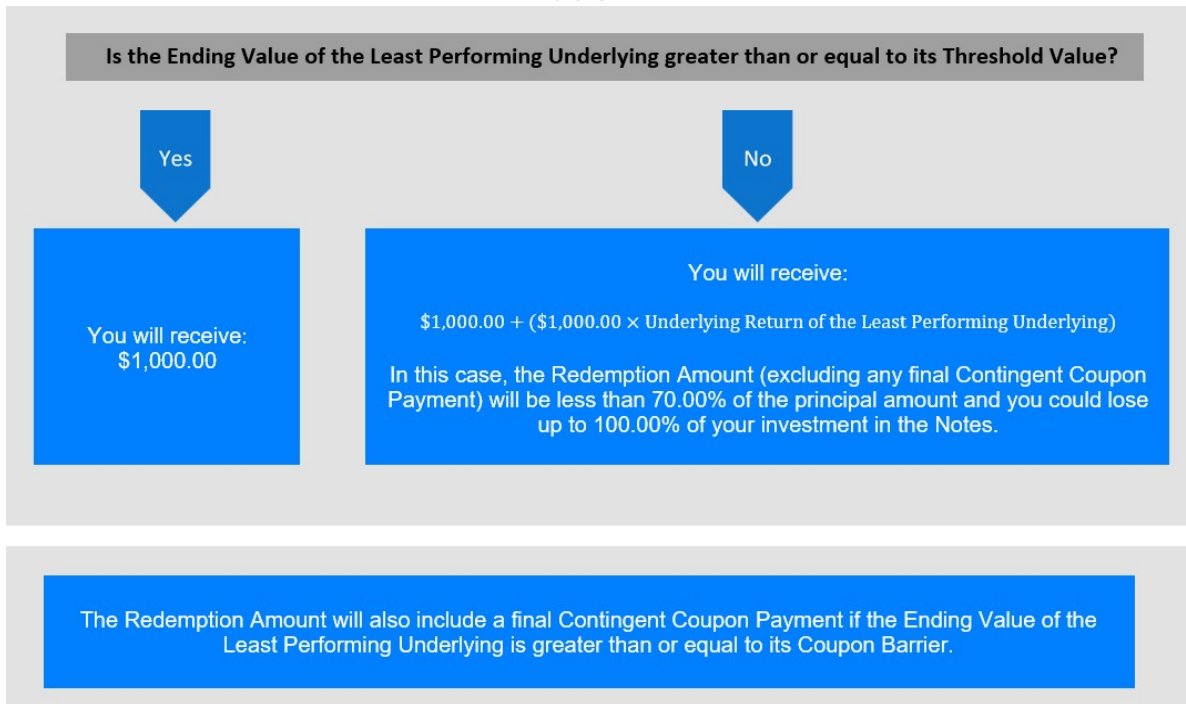 Is the Ending Value of the Least Performing Underlying greater than or equal to its Threshold Value?
Yes
No
You will receive:
$1,000.00
You will receive:
$1,000.00 + ($1,000.00 × Underlying Return of the Least Performing Underlying)
In this case, the Redemption Amount (excluding any final Contingent Coupon
Payment) will be less than 70.00% of the principal amount and you could lose
up to 100.00% of your investment in the Notes.
The Redemption Amount will also include a final Contingent Coupon Payment if the Ending Value of the
Least Performing Underlying is greater than or equal to its Coupon Barrier.